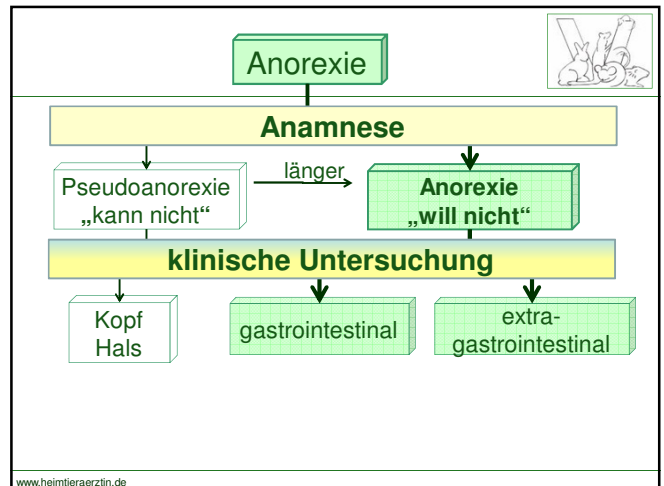 Anorexie
Anamnese
Pseudoanorexie
„kann nicht“
länger
Anorexie
„will nicht“
klinische Untersuchung
Kopf
Hals
gastrointestinal
extra-
gastrointestinal
www.heimtieraerztin.de